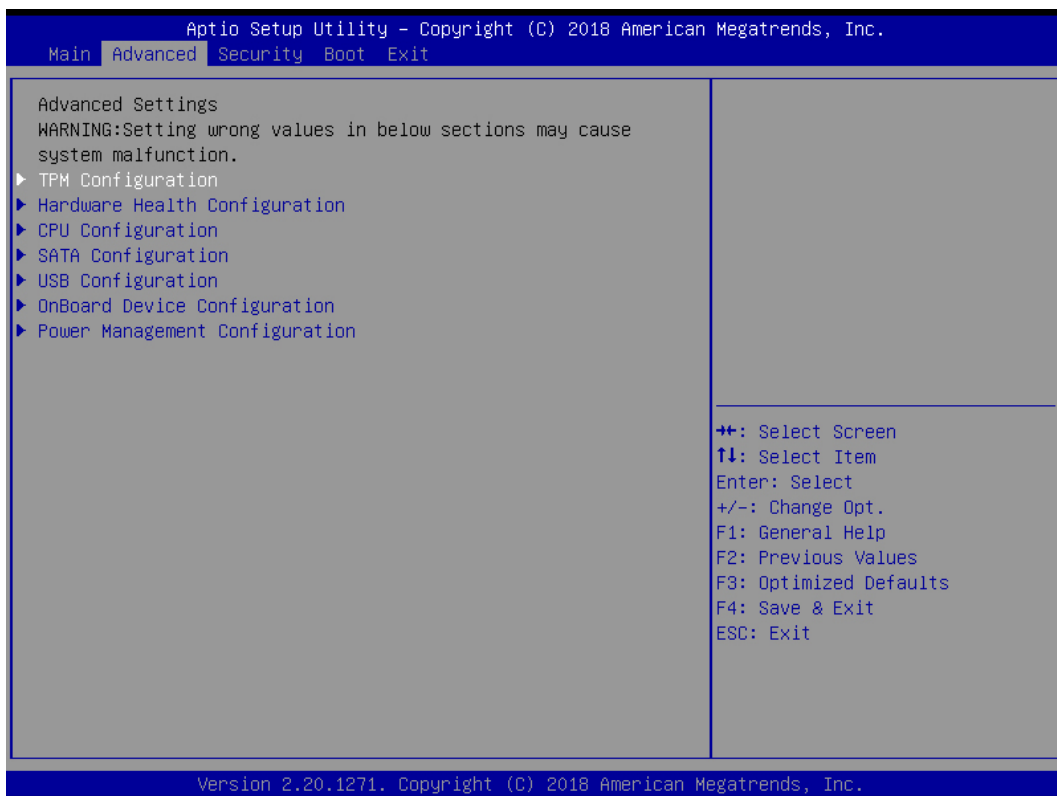 Aptio Setup Utility – Copyright (C) 2018 American Megatrends, Inc.
Main Advanced Security Boot Exit
Advanced Settings
WARNING:Setting wrong values in below sections may cause
system malfunction.
▶ TPM Configuration
▶ Hardware Health Configuration
▶ CPU Configuration
▶ SATA Configuration
▶ USB Configuration
▶ OnBoard Device Configuration
▶ Power Management Configuration
→←: Select Screen
↑↓: Select Item
Enter: Select
+/-: Change Opt.
F1: General Help
F2: Previous Values
F3: Optimized Defaults
F4: Save & Exit
ESC: Exit
Version 2.20.1271. Copyright (C) 2018 American Megatrends, Inc.